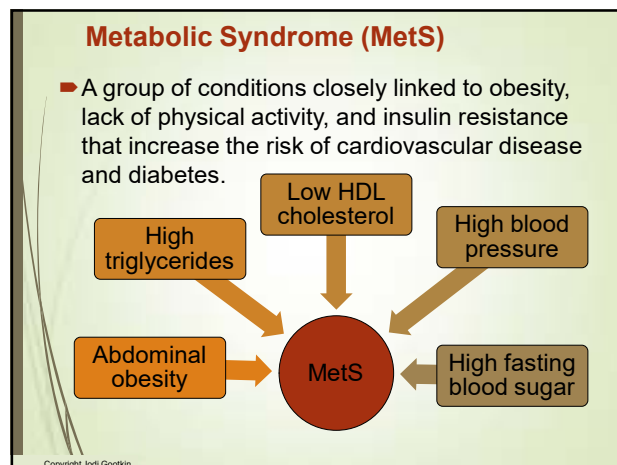 Metabolic Syndrome (MetS)
A group of conditions closely linked to obesity,
lack of physical activity, and insulin resistance
that increase the risk of cardiovascular disease
and diabetes.
Low HDL
cholesterol
High
triglycerides
High blood
pressure
Abdominal
obesity
MetS
High fasting
blood sugar
Copyright Jodi Gootkin